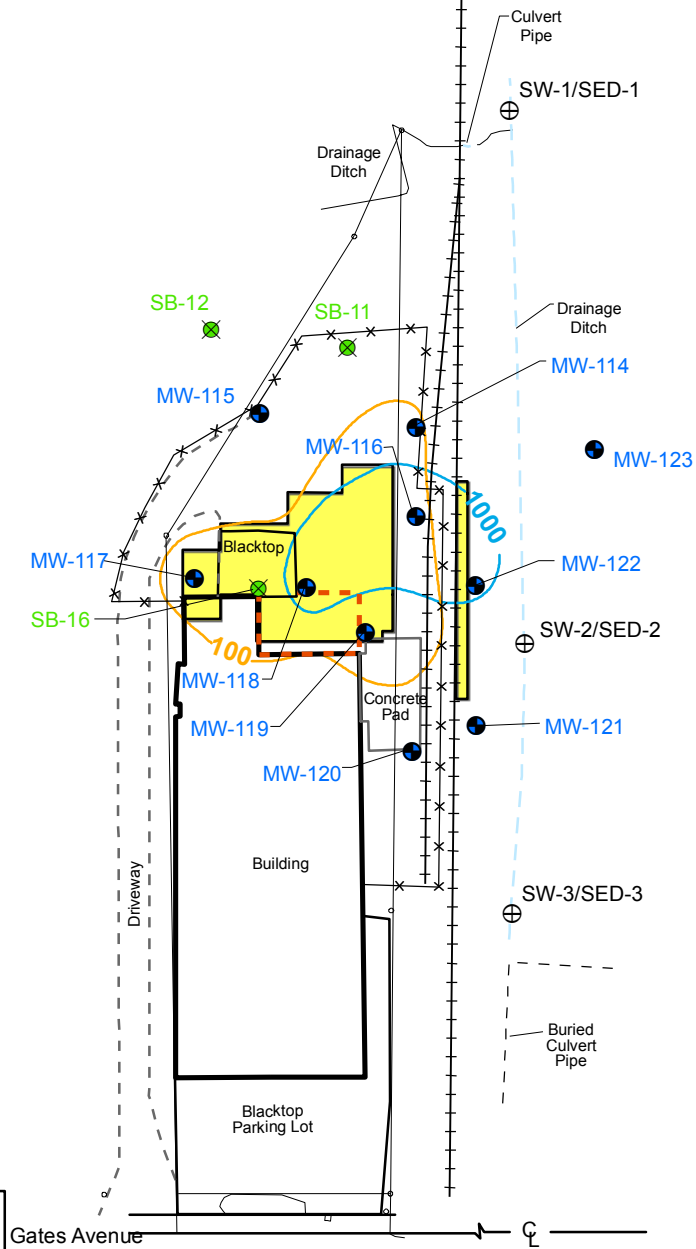 Culvert
Pipe
SW-1/SED-1
Drainage
Ditch
SB-12
SB-11
Drainage
Ditch
MW-114
MW-115
MW-116
MW-123
1000
Blacktop
MW-117
MW-122
SB-16
SW-2/SED-2
100
MW-118
Concrete
Pad
MW-119
MW-121
MW-120
Building
Driveway
SW-3/SED-3
Buried
Culvert
Pipe
Blacktop
Parking Lot
Gates Avenue
CL